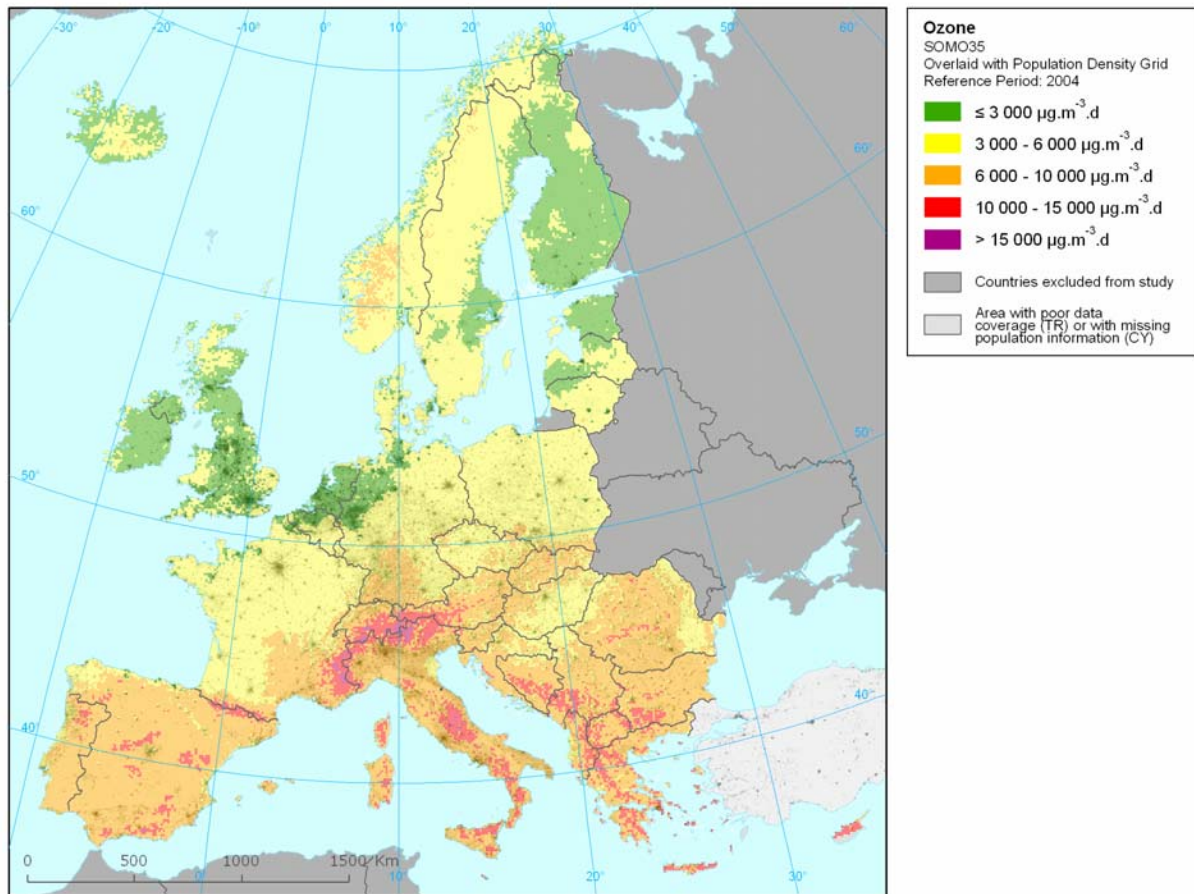 -30°
-20°
-10°
0°
10°
20°
30°
40°
50°
60°
60°
60°
50°
50°
40°
40°
0
500
1000
1500 Km
0°
10°
20°
30°
Ozone
SOMO35
Overlaid with Population Density Grid
Reference Period: 2004
≤ 3 000 µg.m⁻³.d
3 000 - 6 000 µg.m⁻³.d
6 000 - 10 000 µg.m⁻³.d
10 000 - 15 000 µg.m⁻³.d
> 15 000 µg.m⁻³.d
Countries excluded from study
Area with poor data
coverage (TR) or with missing
population information (CY)